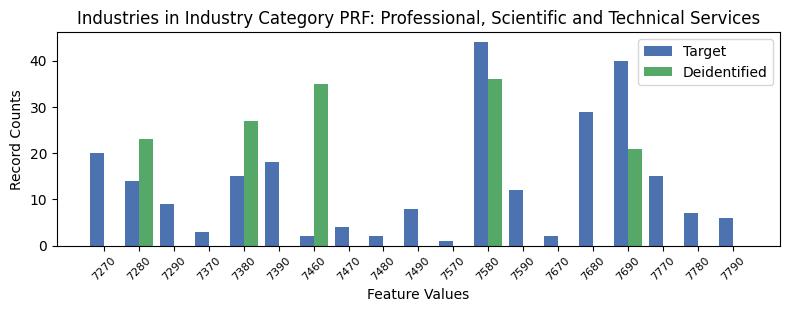 Industries in Industry Category PRF: Professional, Scientific and Technical Services
Target
Deidentified
Record Counts
40
30
20
10
0
7270 7280 7290 7370 7380 7390 7460 7470 7480 7490 7570 7580 7590 7670 7680 7690 7770 7780 7790
Feature Values